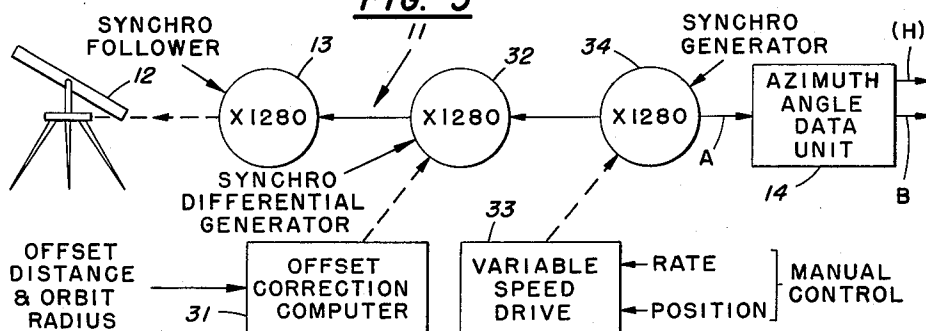 FIG. 5
SYNCHRO
FOLLOWER
12
13
11
32
34
SYNCHRO
GENERATOR
(H)
X1280
X1280
X1280
A
AZIMUTH
ANGLE
DATA
UNIT
B
14
SYNCHRO
DIFFERENTIAL
GENERATOR
OFFSET
DISTANCE
& ORBIT
RADIUS
31
OFFSET
CORRECTION
COMPUTER
33
VARIABLE
SPEED
DRIVE
RATE
POSITION
MANUAL
CONTROL